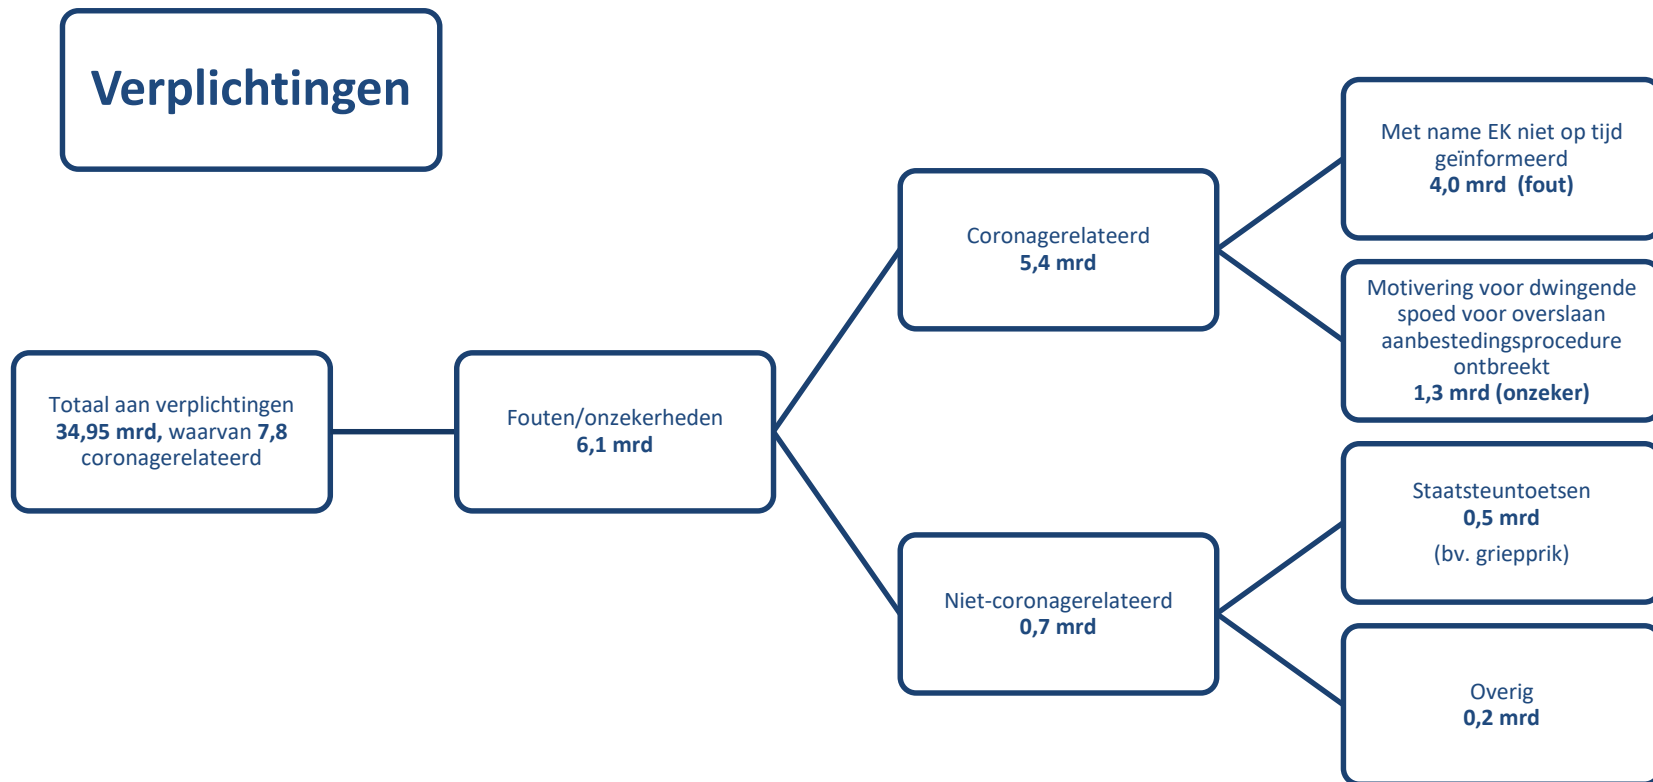 Verplichtingen
Totaal aan verplichtingen
34,95 mrd, waarvan 7,8
coronagerelateerd
Fouten/onzekerheden
6,1 mrd
Coronagerelateerd
5,4 mrd
Met name EK niet op tijd
geïnformeerd
4,0 mrd  (fout)
Motivering voor dwingende
spoed voor overslaan
aanbestedingsprocedure
ontbreekt
1,3 mrd (onzeker)
Niet-coronagerelateerd
0,7 mrd
Staatsteuntoetsen
0,5 mrd
(bv. griepprik)
Overig
0,2 mrd